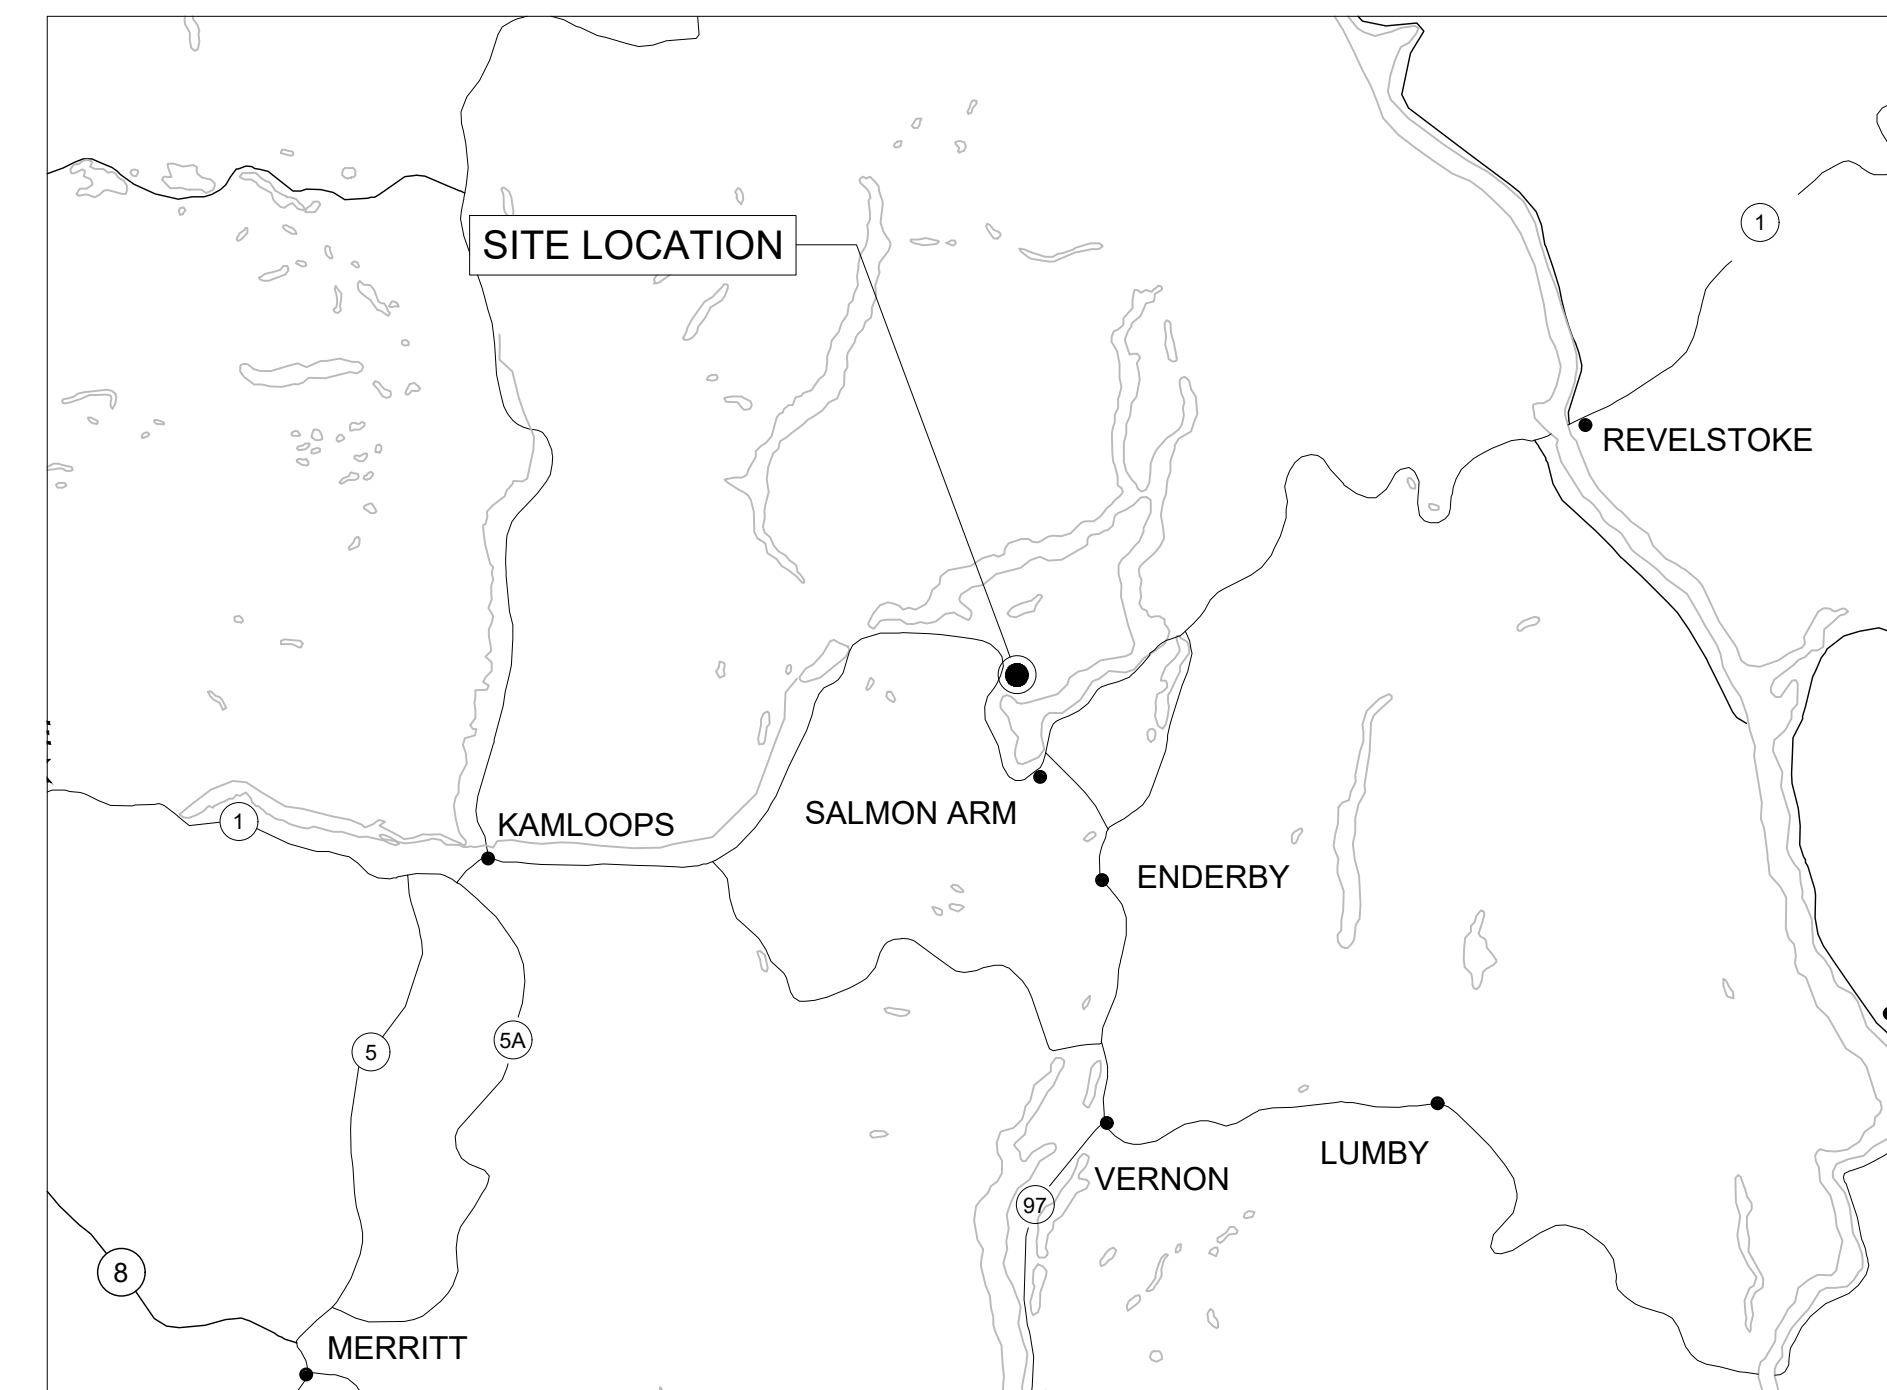 1
SITE LOCATION
REVELSTOKE
1
KAMLOOPS
SALMON ARM
ENDERBY
5
5A
LUMBY
VERNON
97
8
MERRITT